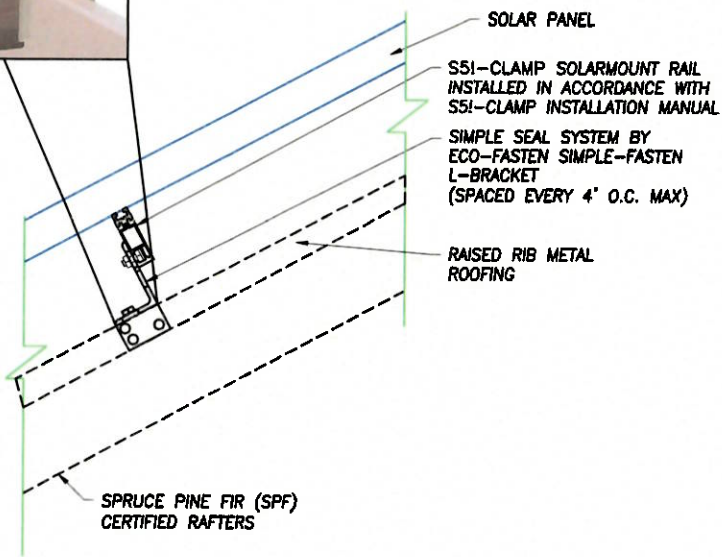 SOLAR PANEL
S5!-CLAMP SOLARMOUNT RAIL
INSTALLED IN ACCORDANCE WITH
S5!-CLAMP INSTALLATION MANUAL
SIMPLE SEAL SYSTEM BY
ECO-FASTEN SIMPLE-FASTEN
L-BRACKET
(SPACED EVERY 4' O.C. MAX)
RAISED RIB METAL
ROOFING
SPRUCE PINE FIR (SPF)
CERTIFIED RAFTERS